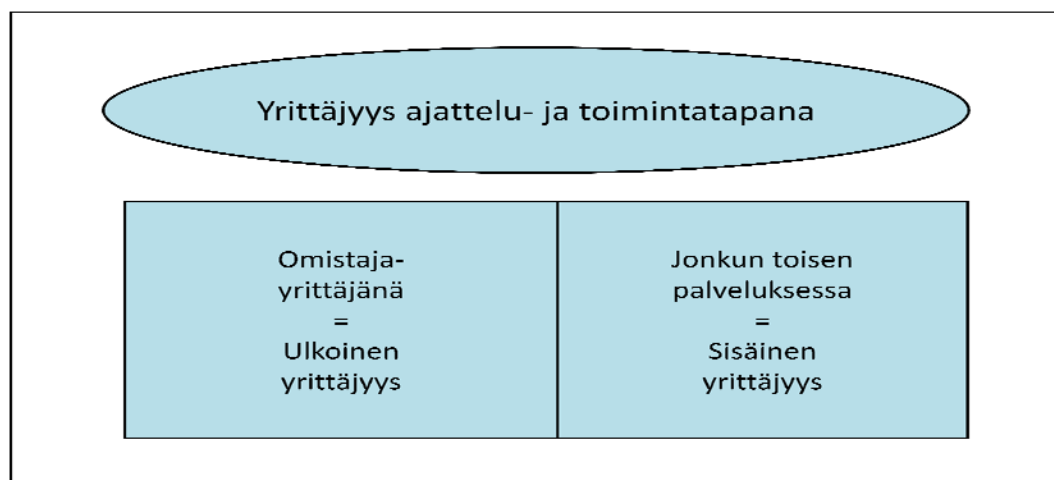 Yrittäjyys ajattelu- ja toimintatapana
Omistaja-
yrittäjänä
=
Ulkoinen
yrittäjyys
Jonkun toisen
palveluksessa
=
Sisäinen
yrittäjyys